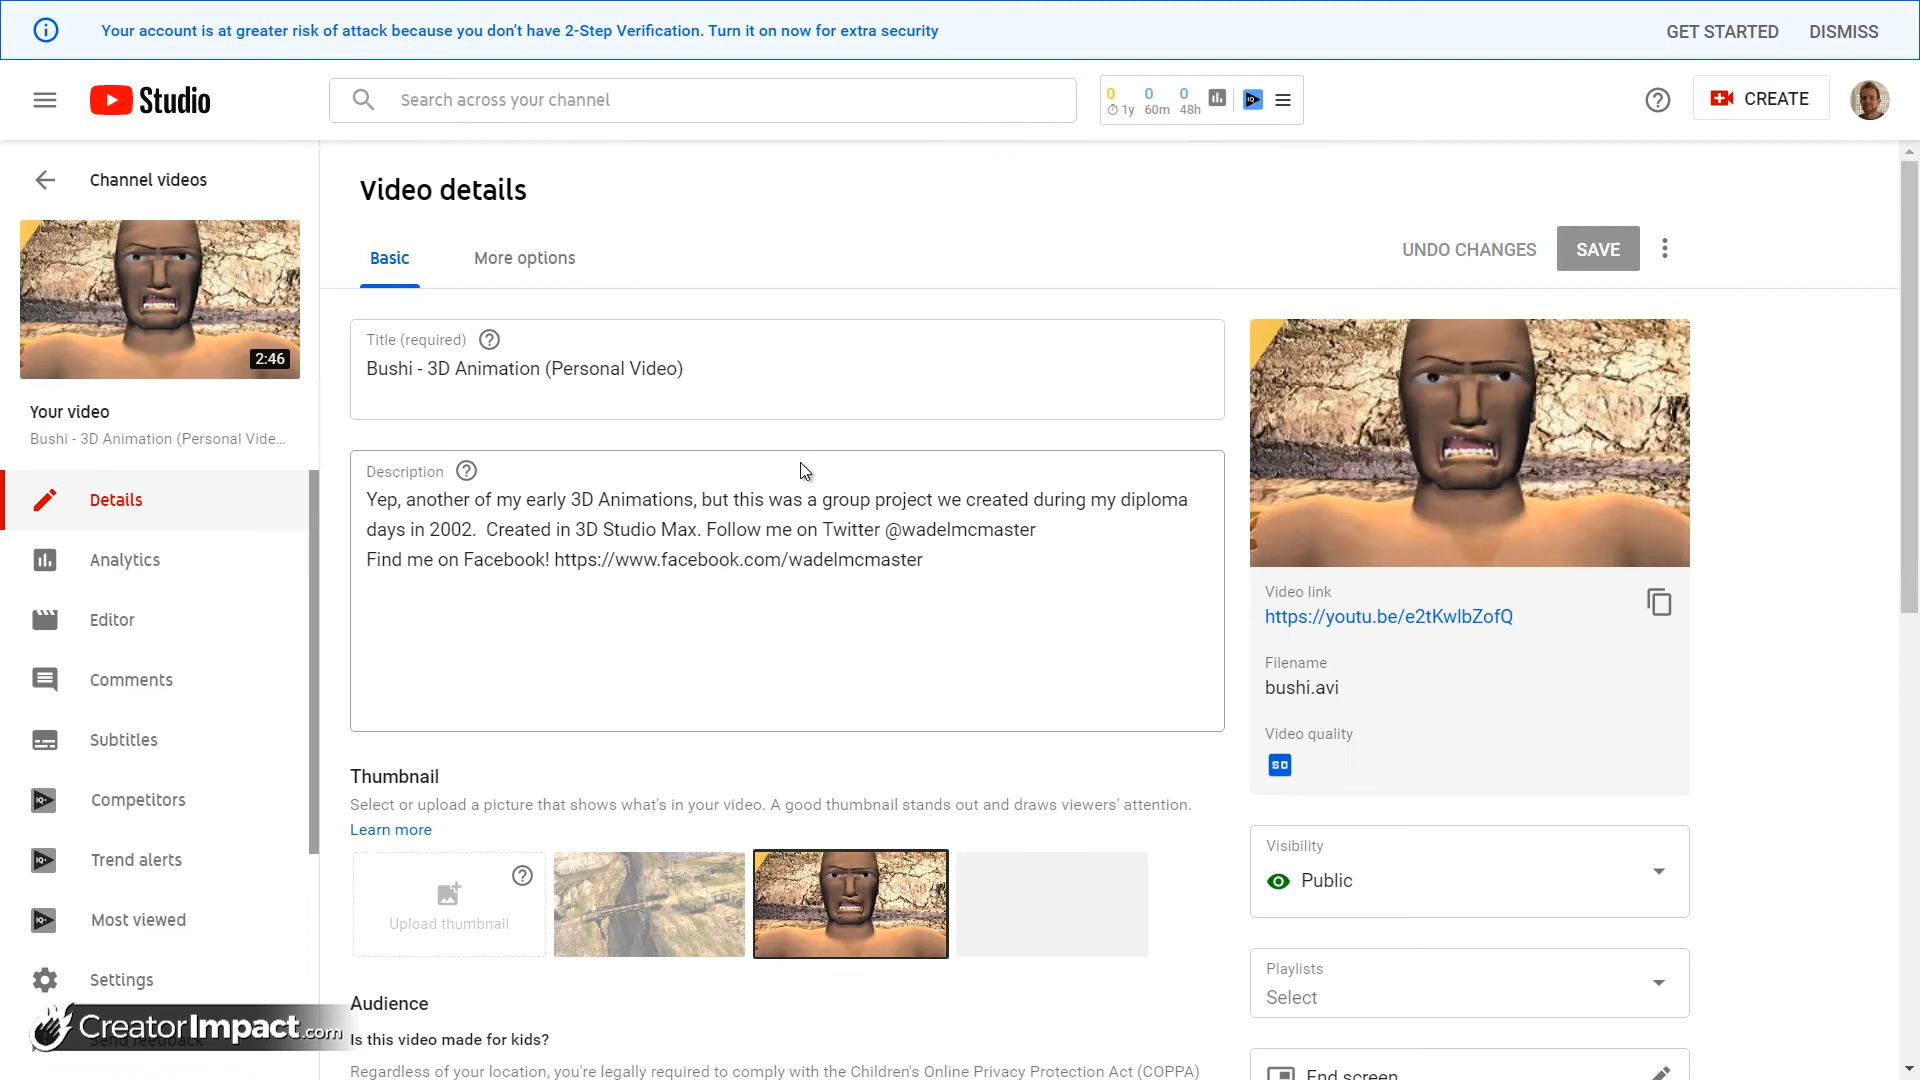 Your account is at greater risk of attack because you don’t have 2-Step Verification. Turn it on now for extra security
GET STARTED
DISMISS
Studio
Search across your channel
0 0 0
1y 60m 48h
CREATE
Channel videos
2:46
Your video
Bushi - 3D Animation (Personal Vide...
Details
Analytics
Editor
Comments
Subtitles
Competitors
Trend alerts
Most viewed
Settings
Send feedback
CreatorImpact.com
Video details
Basic
More options
UNDO CHANGES
SAVE
Title (required)
Bushi - 3D Animation (Personal Video)
Description
Yep, another of my early 3D Animations, but this was a group project we created during my diploma
days in 2002.  Created in 3D Studio Max. Follow me on Twitter @wadelmcmaster
Find me on Facebook! https://www.facebook.com/wadelmcmaster
Thumbnail
Select or upload a picture that shows what's in your video. A good thumbnail stands out and draws viewers' attention.
Learn more
Upload thumbnail
Audience
Is this video made for kids?
Regardless of your location, you're legally required to comply with the Children's Online Privacy Protection Act (COPPA)
Video link
https://youtu.be/e2tKwlbZofQ
Filename
bushi.avi
Video quality
SD
Visibility
Public
Playlists
Select
End screen